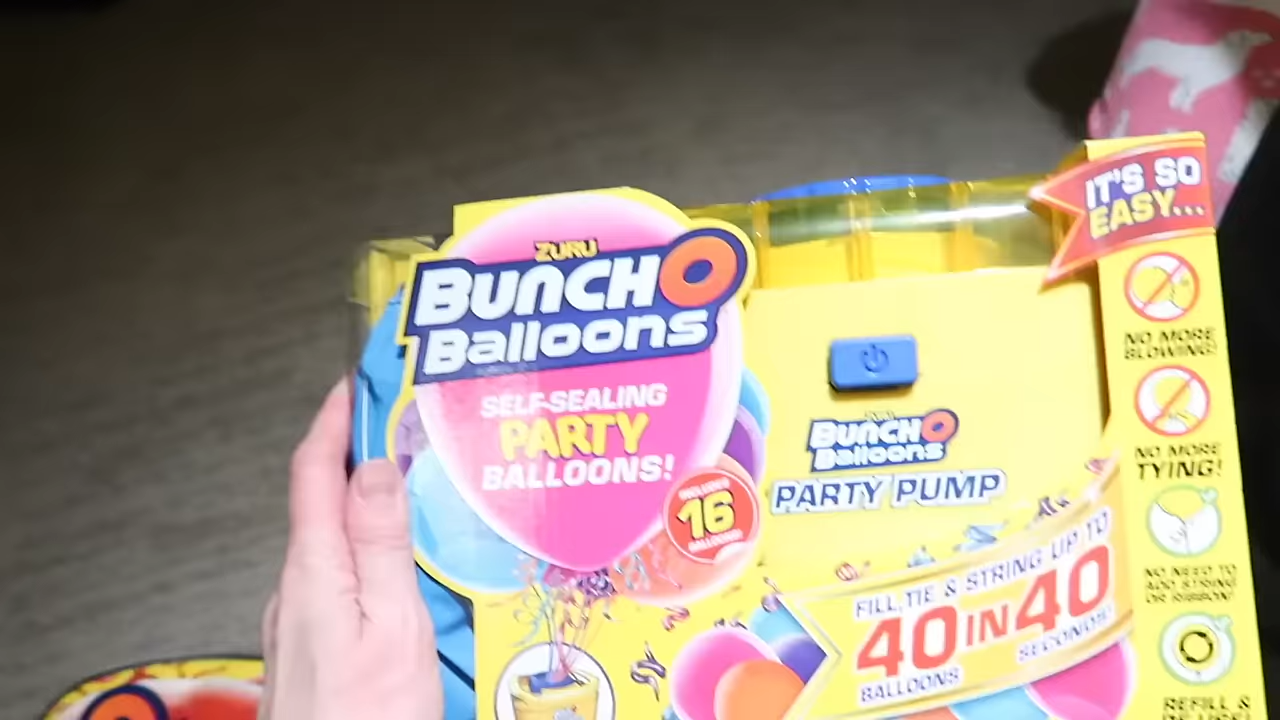 ZURU
BUNCH O
Balloons
SELF-SEALING
PARTY
BALLOONS!
INCLUDES
16
BALLOONS!
BUNCH O
Balloons
PARTY PUMP
FILL, TIE & STRING UP TO
40 IN 40
BALLOONS SECONDS!
IT'S SO
EASY...
NO MORE
BLOWING!
NO MORE
TYING!
NO NEED TO
ADD STRING
OR RIBBON!
REFILL &